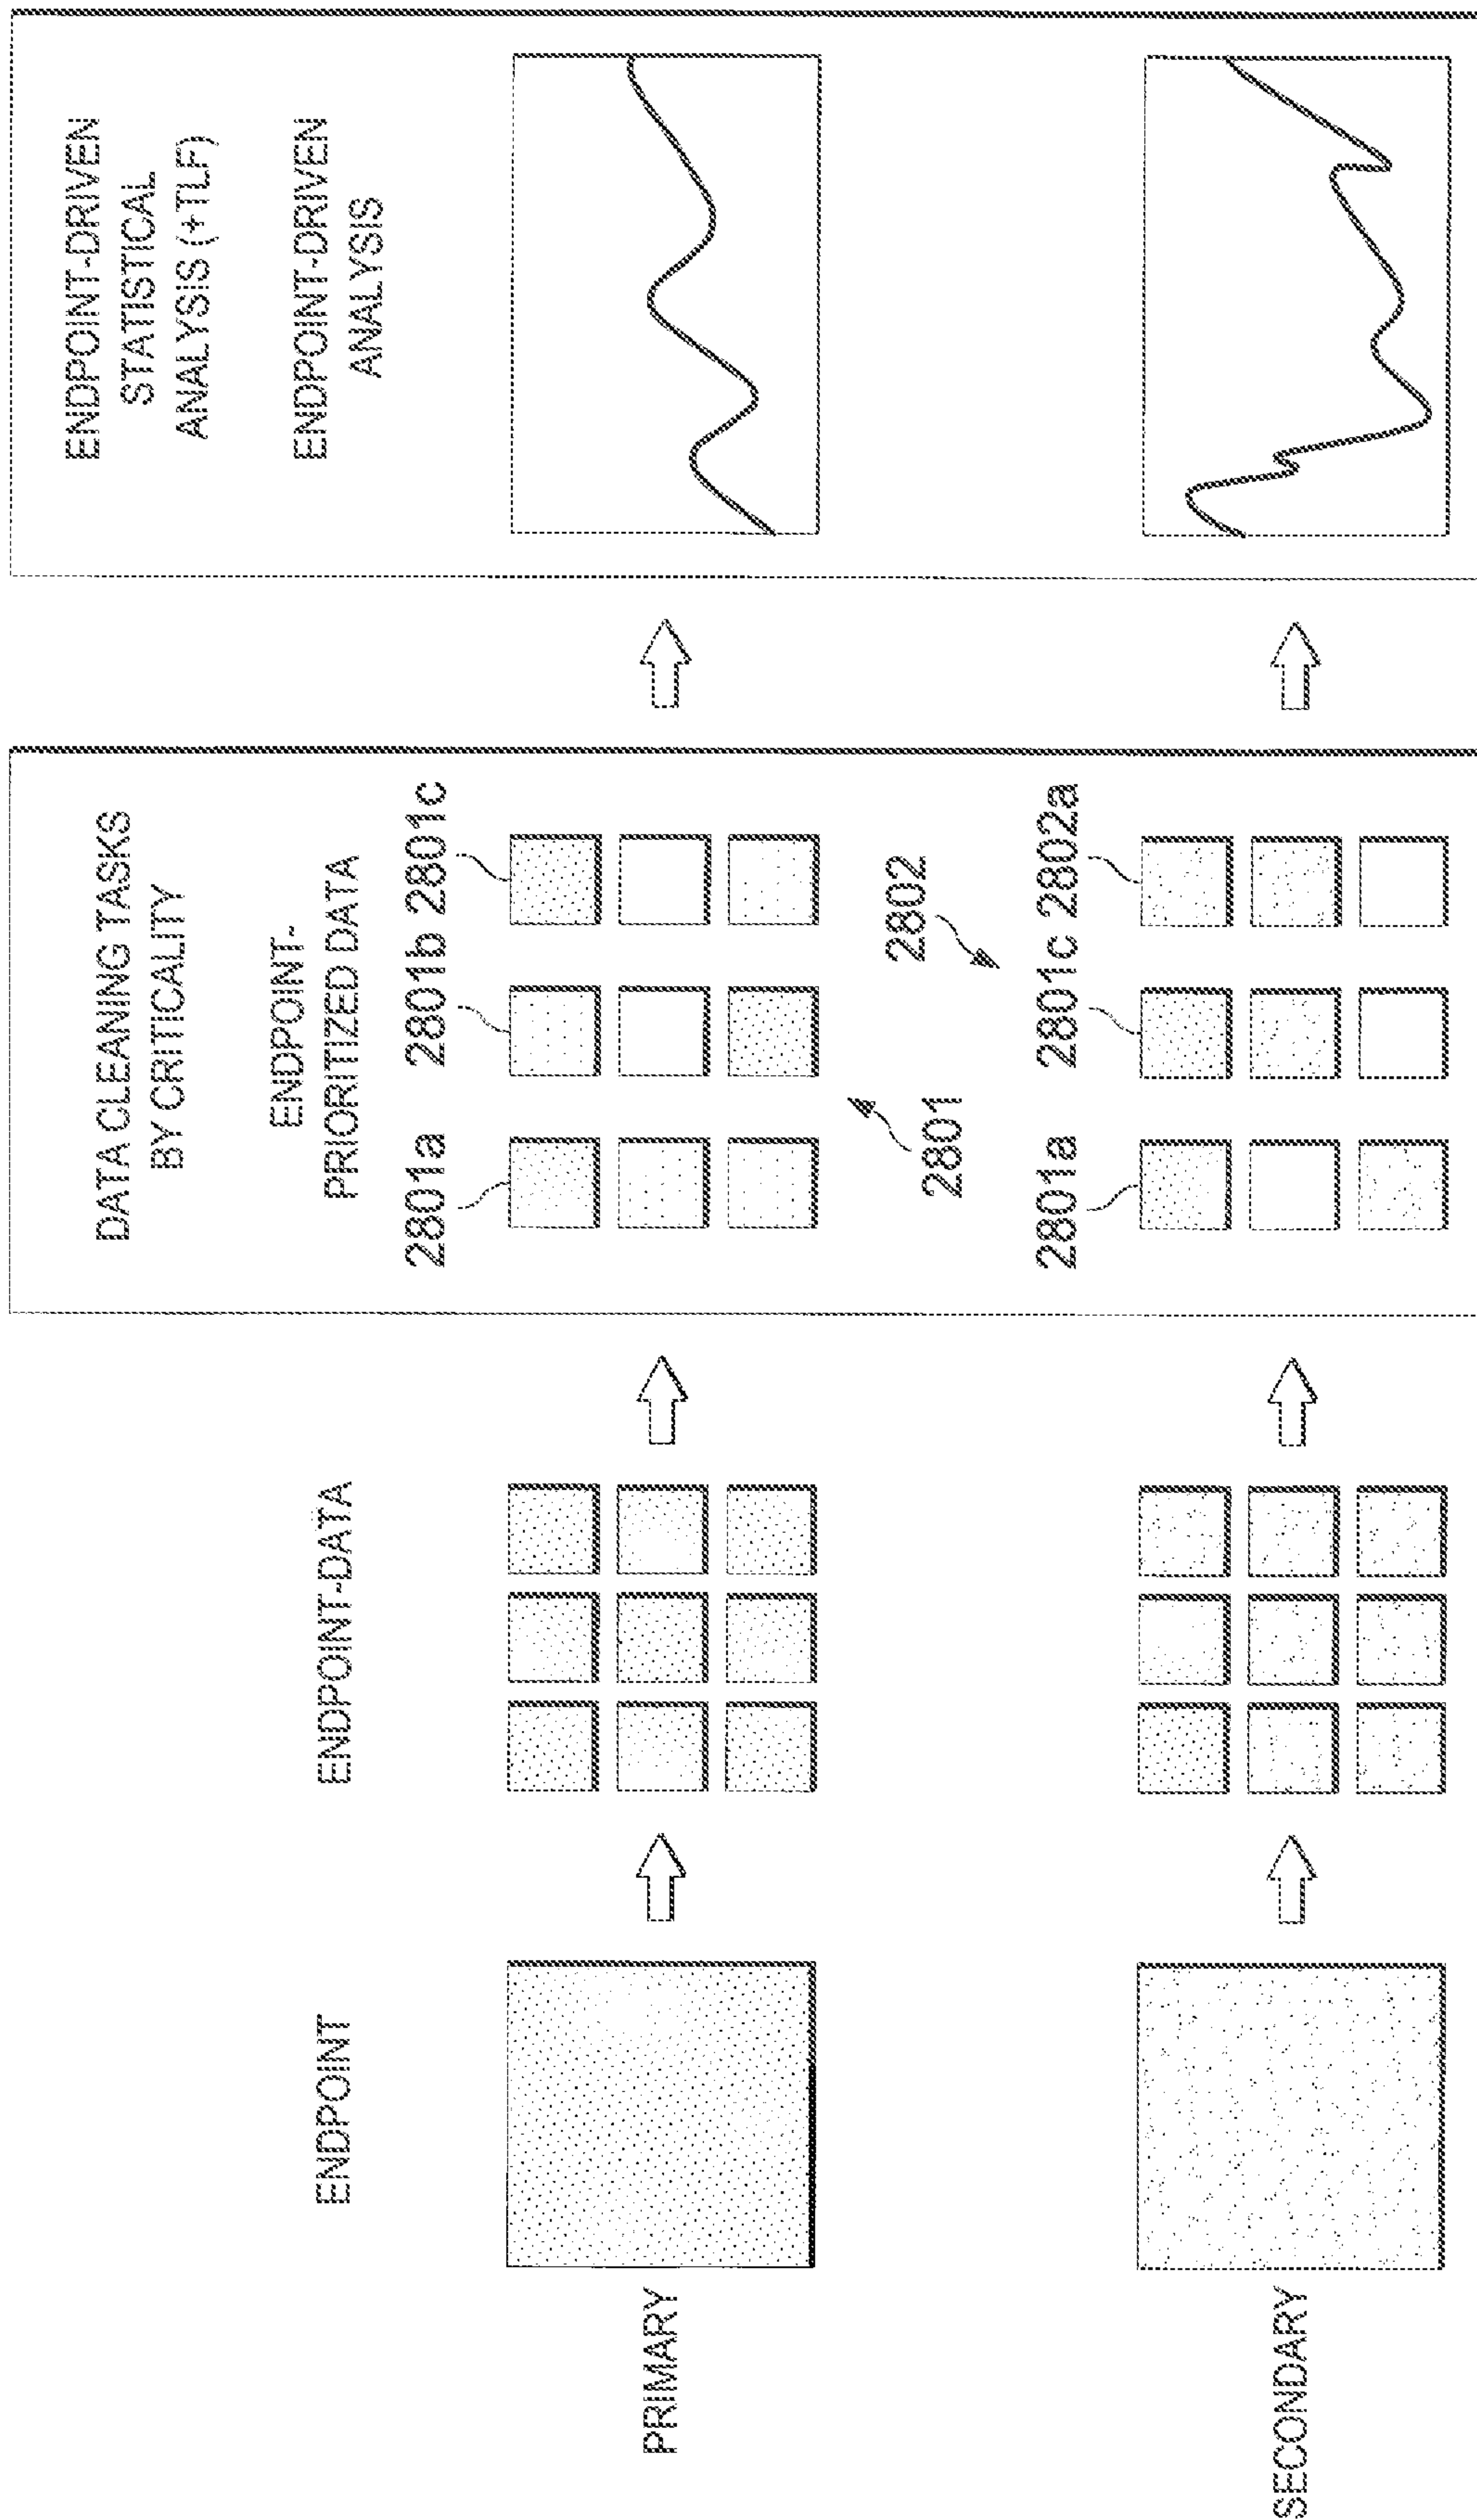 ENDPOINT
ENDPOINT-DATA
DATA CLEANING TASKS
BY CRITICALITY
ENDPOINT-
PRIORITIZED DATA
ENDPOINT-DRIVEN
STATISTICAL
ANALYSIS (+TLF)
ENDPOINT-DRIVEN
ANALYSIS
PRIMARY
2801a 2801b 2801c
2801
2802
SECONDARY
2801a 2801c 2802a